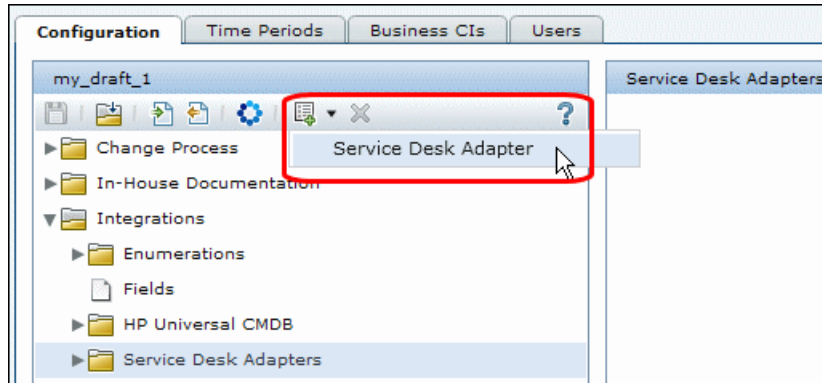 Configuration Time Periods Business CIs Users
my_draft_1 Service Desk Adapters
?
Change Process Service Desk Adapter
In-House Documentation
Integrations
Enumerations
Fields
HP Universal CMDB
Service Desk Adapters